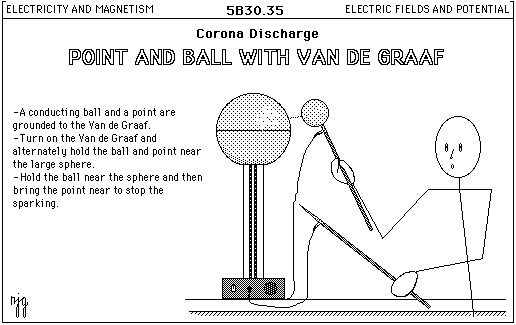 ELECTRICITY AND MAGNETISM 5B30.35 ELECTRIC FIELDS AND POTENTIAL
Corona Discharge
POINT AND BALL WITH VAN DE GRAAF
-A conducting ball and a point are
grounded to the Van de Graaf.
-Turn on the Van de Graaf and
alternately hold the ball and point near
the large sphere.
-Hold the ball near the sphere and then
bring the point near to stop the
sparking.
njg